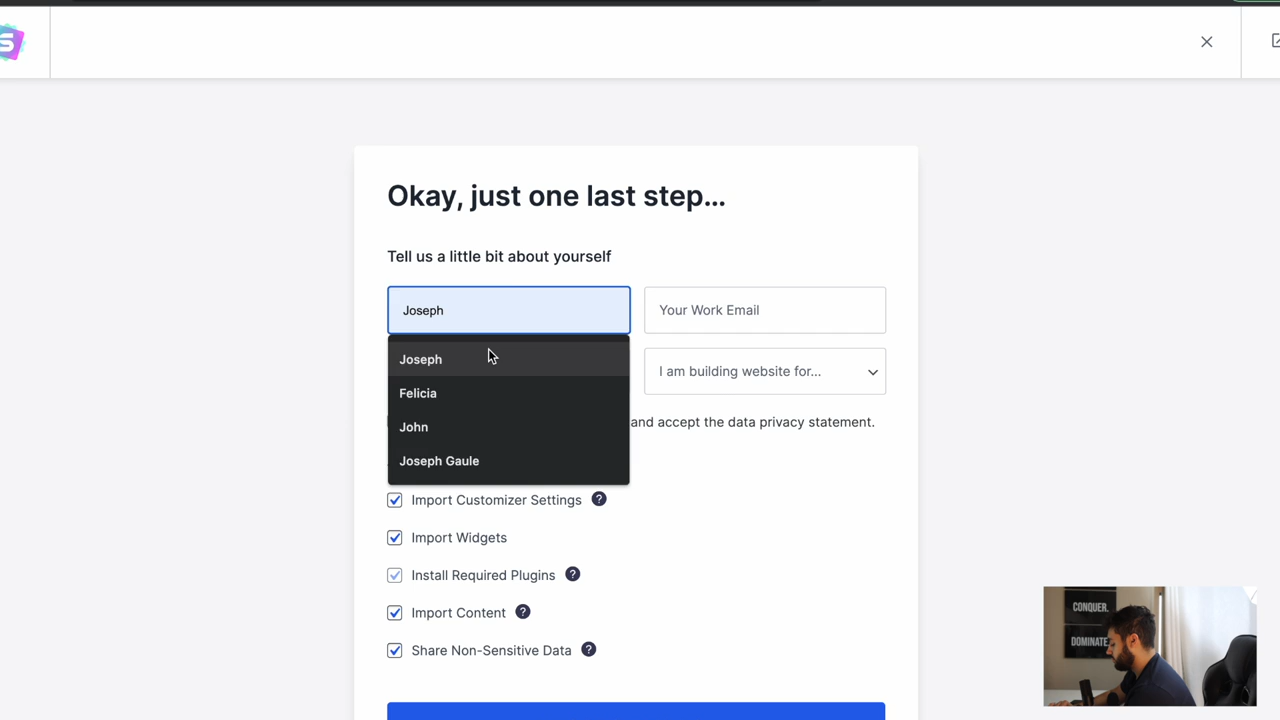 S
Okay, just one last step...
Tell us a little bit about yourself
Joseph
Your Work Email
Joseph
Felicia
John
Joseph Gaule
I am building website for...
and accept the data privacy statement.
Import Customizer Settings ?
Import Widgets
Install Required Plugins ?
Import Content ?
Share Non-Sensitive Data ?
CONQUER.
DOMINATE.